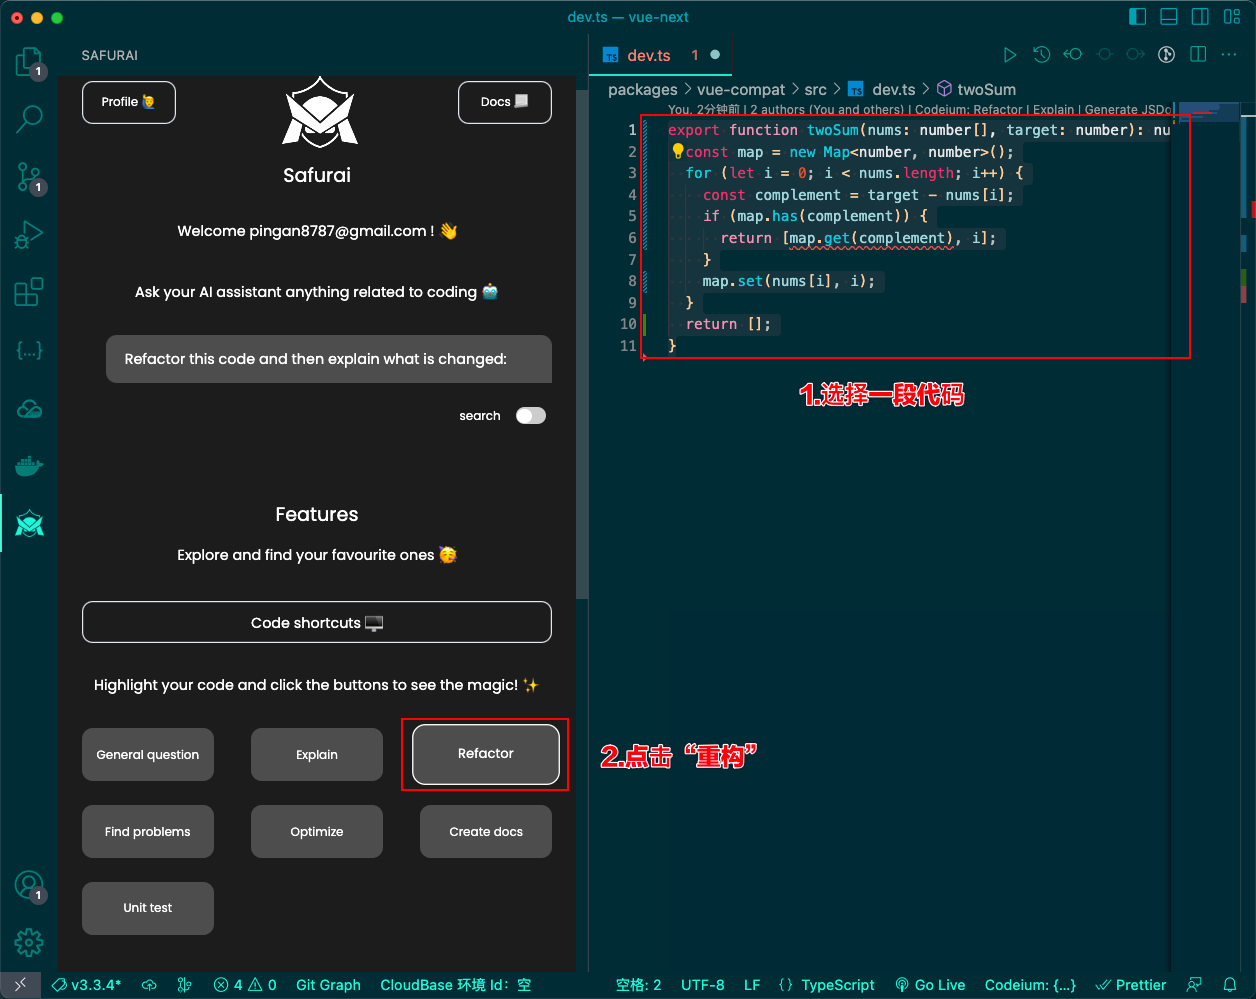 dev.ts — vue-next
SAFURAI
Profile 🙋‍♂️
Docs 📃
Safurai
Welcome pingan8787@gmail.com ! 👋
Ask your AI assistant anything related to coding 🤖
Refactor this code and then explain what is changed:
search
Features
Explore and find your favourite ones 🥳
Code shortcuts 🖥️
Highlight your code and click the buttons to see the magic! ✨
General question
Explain
Refactor
Find problems
Optimize
Create docs
Unit test
1
1
1
TS dev.ts 1
packages > vue-compat > src > TS dev.ts > twoSum
You, 2分钟前 | 2 authors (You and others) | Codeium: Refactor | Explain | Generate JSDo
1 export function twoSum(nums: number[], target: number): nu
2 const map = new Map<number, number>();
3 for (let i = 0; i < nums.length; i++) {
4 const complement = target - nums[i];
5 if (map.has(complement)) {
6 return [map.get(complement), i];
7 }
8 map.set(nums[i], i);
9 }
10 return [];
11 }
1.选择一段代码
2.点击“重构”
v3.3.4* 4 0 Git Graph CloudBase 环境 Id：空 空格: 2 UTF-8 LF {} TypeScript Go Live Codeium: {...} Prettier